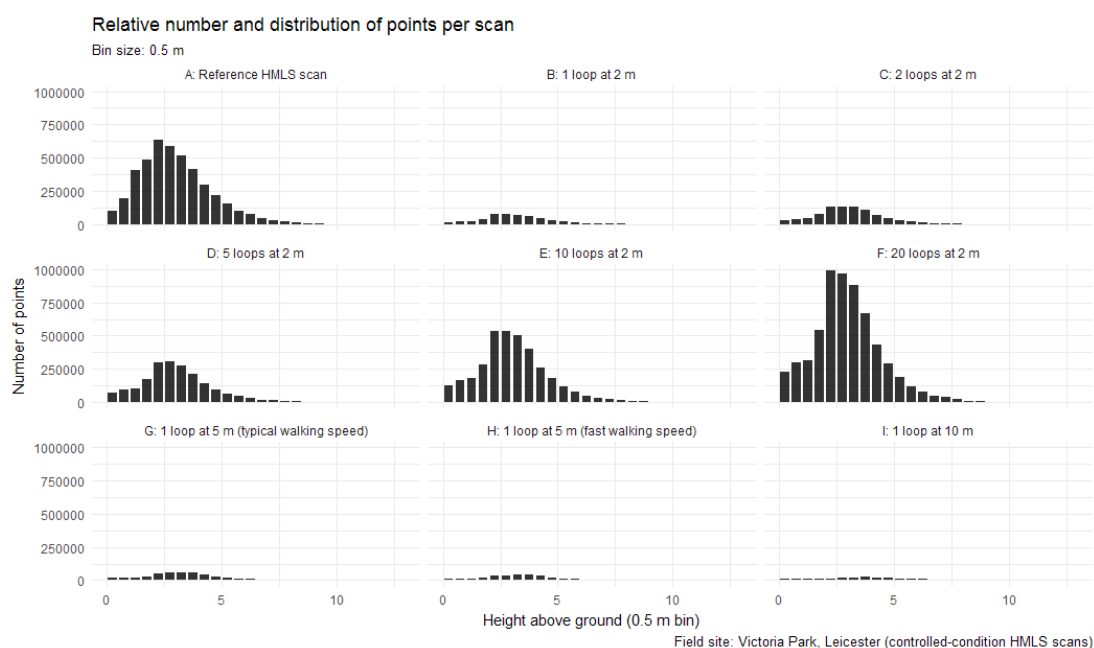 Relative number and distribution of points per scan
Bin size: 0.5 m
A: Reference HMLS scan
B: 1 loop at 2 m
C: 2 loops at 2 m
1000000
750000
500000
250000
0
D: 5 loops at 2 m
E: 10 loops at 2 m
F: 20 loops at 2 m
Number of points
1000000
750000
500000
250000
0
G: 1 loop at 5 m (typical walking speed)
H: 1 loop at 5 m (fast walking speed)
I: 1 loop at 10 m
1000000
750000
500000
250000
0
0 5 10
0 5 10
0 5 10
Height above ground (0.5 m bin)
Field site: Victoria Park, Leicester (controlled-condition HMLS scans)